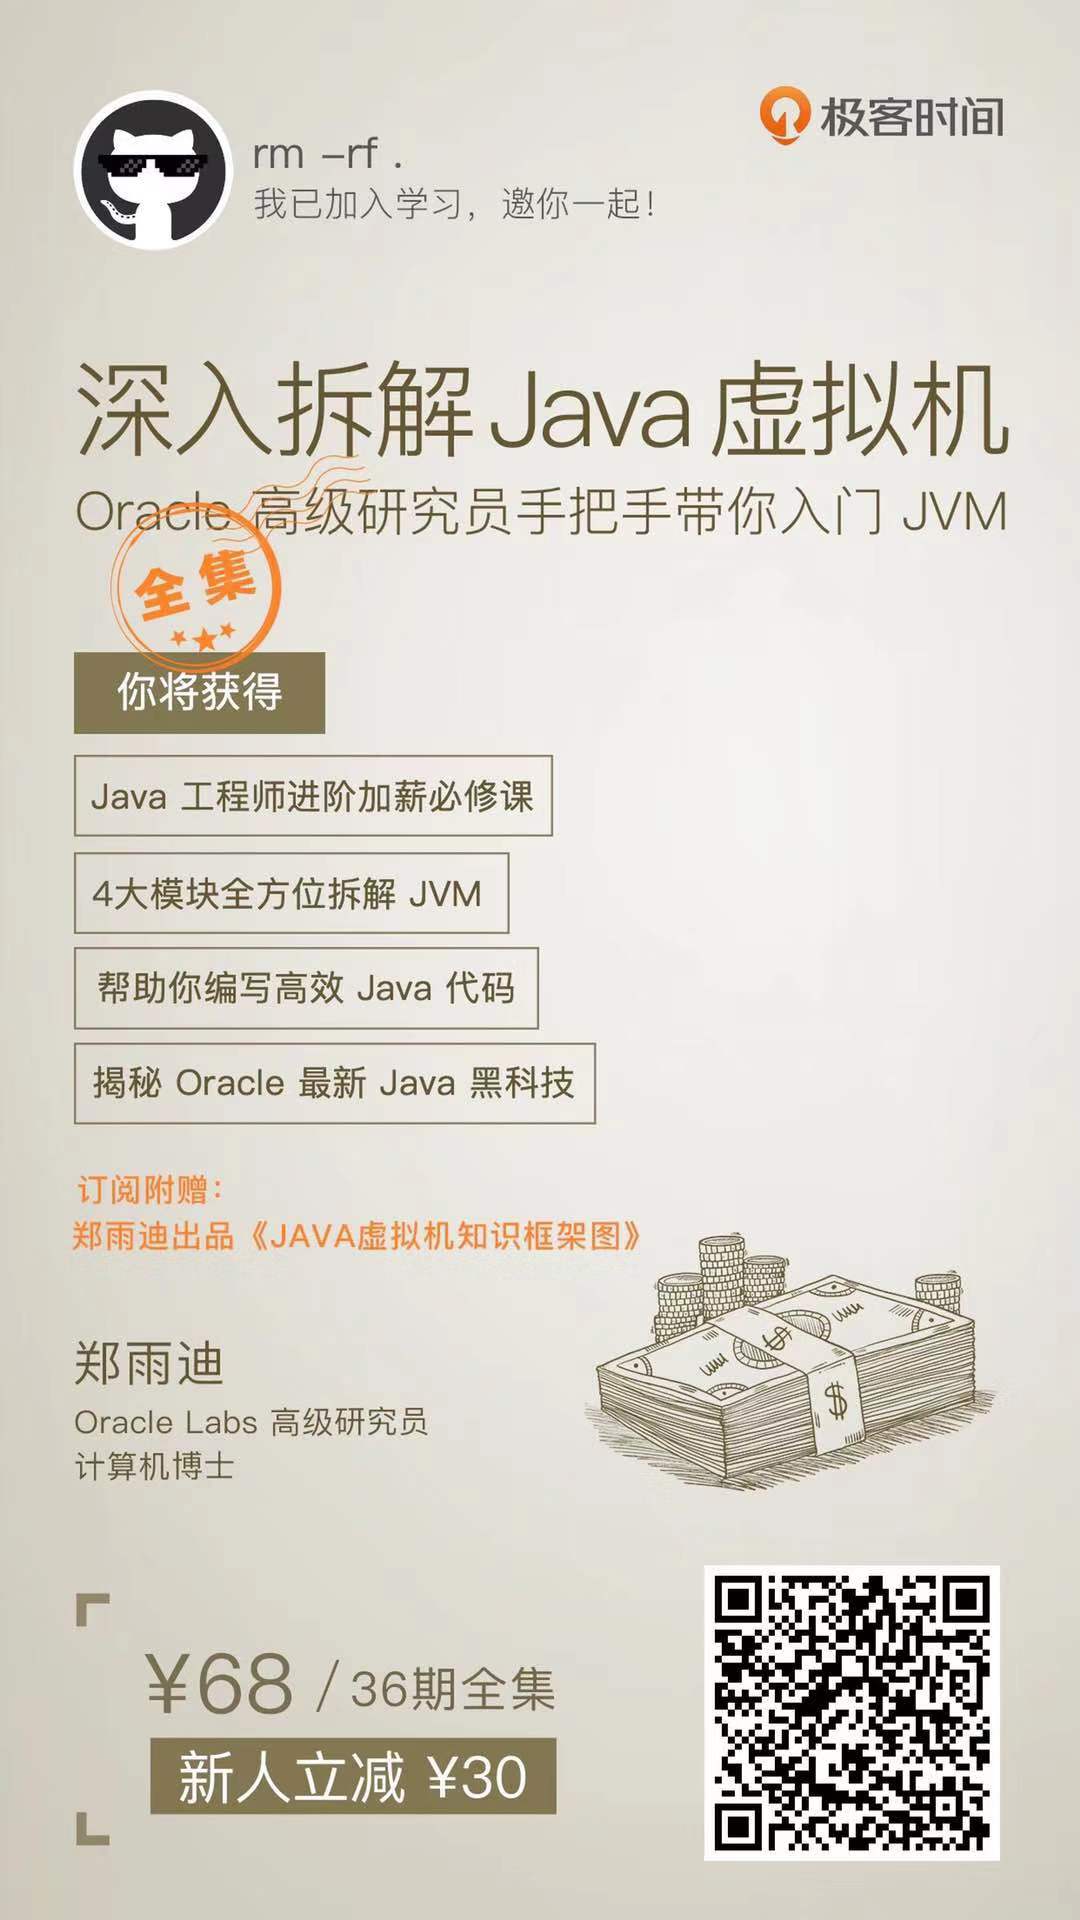 极客时间
rm -rf .
我已加入学习，邀你一起！
深入拆解 Java 虚拟机
Oracle 高级研究员手把手带你入门 JVM
全集
你将获得
Java 工程师进阶加薪必修课
4大模块全方位拆解 JVM
帮助你编写高效 Java 代码
揭秘 Oracle 最新 Java 黑科技
订阅附赠：
郑雨迪出品《JAVA虚拟机知识框架图》
郑雨迪
Oracle Labs 高级研究员
计算机博士
$
$
¥68 / 36期全集
新人立减 ¥30